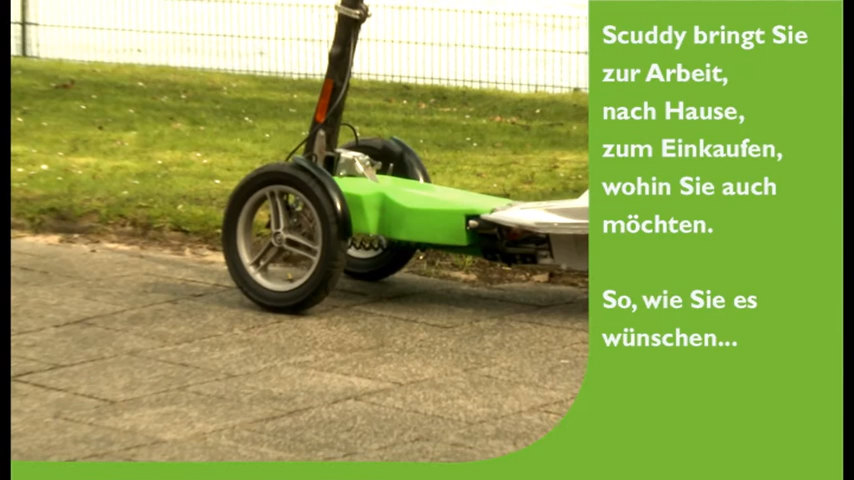 Scuddy bringt Sie
zur Arbeit,
nach Hause,
zum Einkaufen,
wohin Sie auch
möchten.
So, wie Sie es
wünschen...